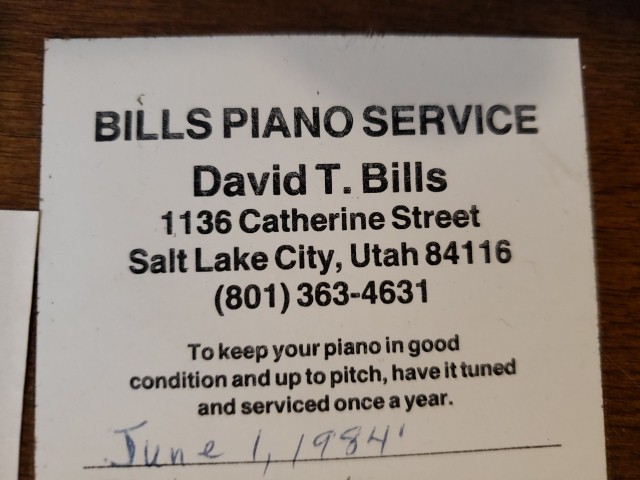 BILLS PIANO SERVICE
David T. Bills
1136 Catherine Street
Salt Lake City, Utah 84116
(801) 363-4631
To keep your piano in good
condition and up to pitch, have it tuned
and serviced once a year.
June 1, 1984